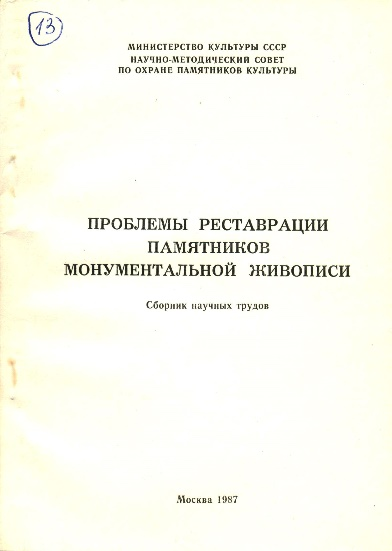 13
МИНИСТЕРСТВО КУЛЬТУРЫ СССР
НАУЧНО-МЕТОДИЧЕСКИЙ СОВЕТ
ПО ОХРАНЕ ПАМЯТНИКОВ КУЛЬТУРЫ
ПРОБЛЕМЫ РЕСТАВРАЦИИ
ПАМЯТНИКОВ
МОНУМЕНТАЛЬНОЙ ЖИВОПИСИ
Сборник научных трудов
Москва 1987